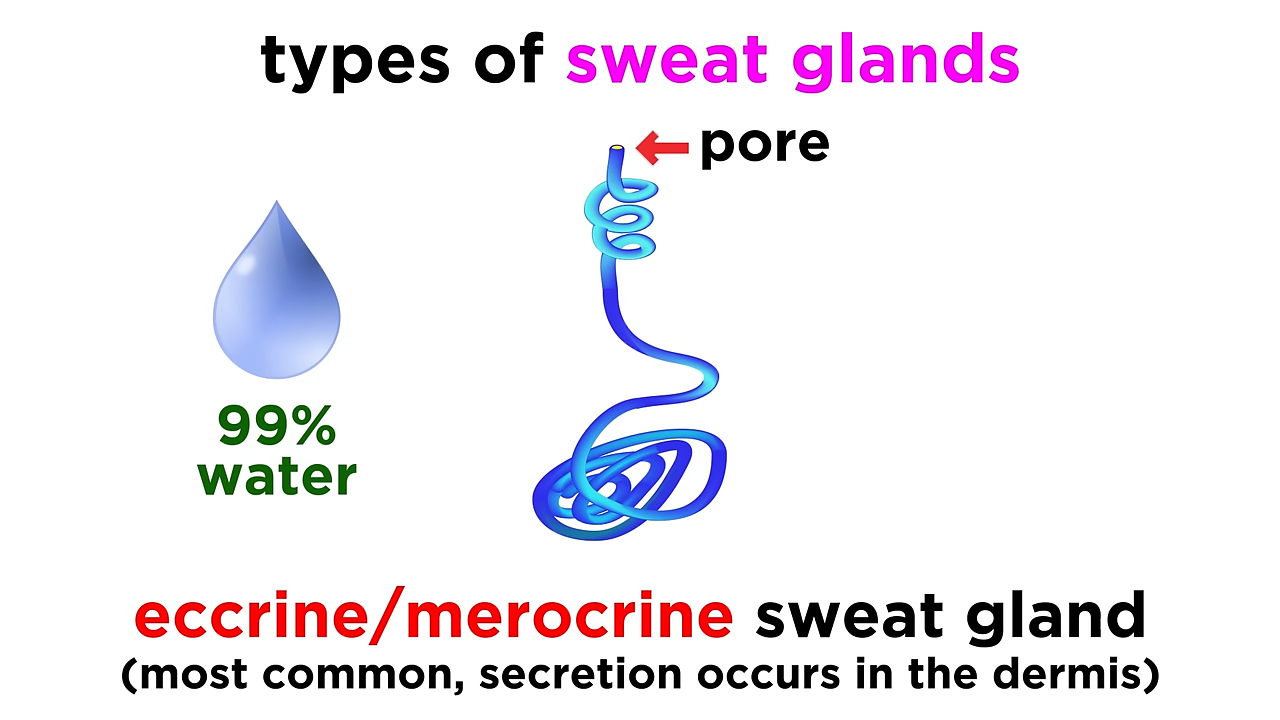 types of sweat glands
pore
99%
water
eccrine/merocrine sweat gland
(most common, secretion occurs in the dermis)